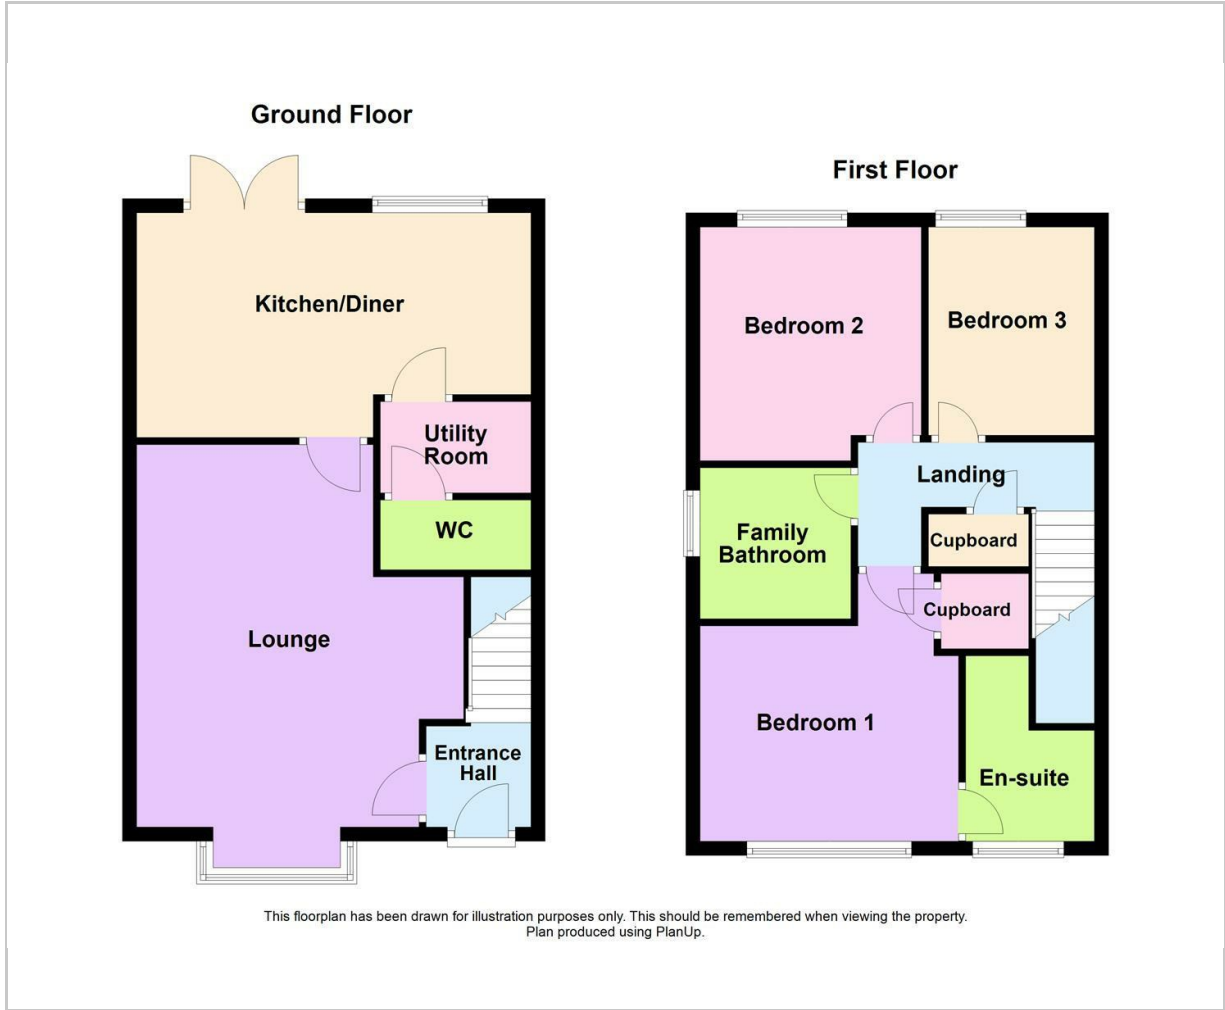 Ground Floor
Kitchen/Diner
Utility
Room
WC
Lounge
Entrance
Hall
First Floor
Bedroom 2
Bedroom 3
Landing
Cupboard
Family
Bathroom
Cupboard
Bedroom 1
En-suite
This floorplan has been drawn for illustration purposes only. This should be remembered when viewing the property.
Plan produced using PlanUp.